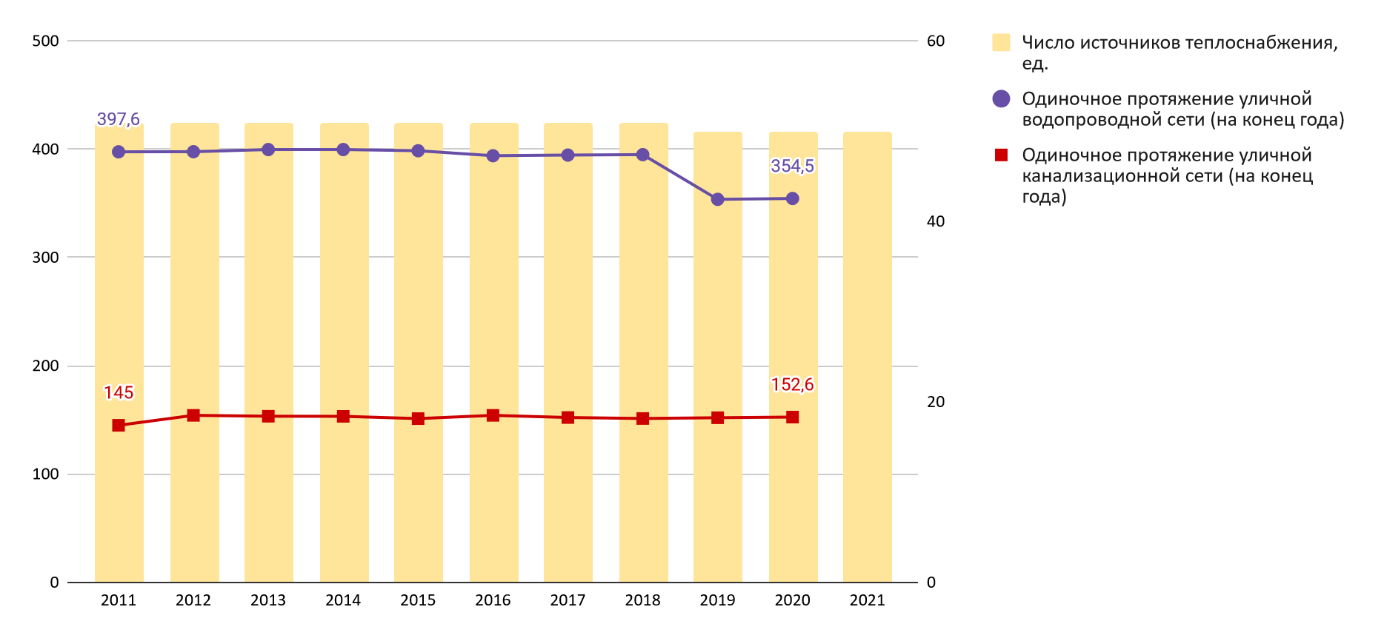 500
400
300
200
100
0
60
40
20
0
397,6
354,5
145
152,6
2011 2012 2013 2014 2015 2016 2017 2018 2019 2020 2021
Число источников теплоснабжения,
ед.
Одиночное протяжение уличной
водопроводной сети (на конец года)
Одиночное протяжение уличной
канализационной сети (на конец
года)